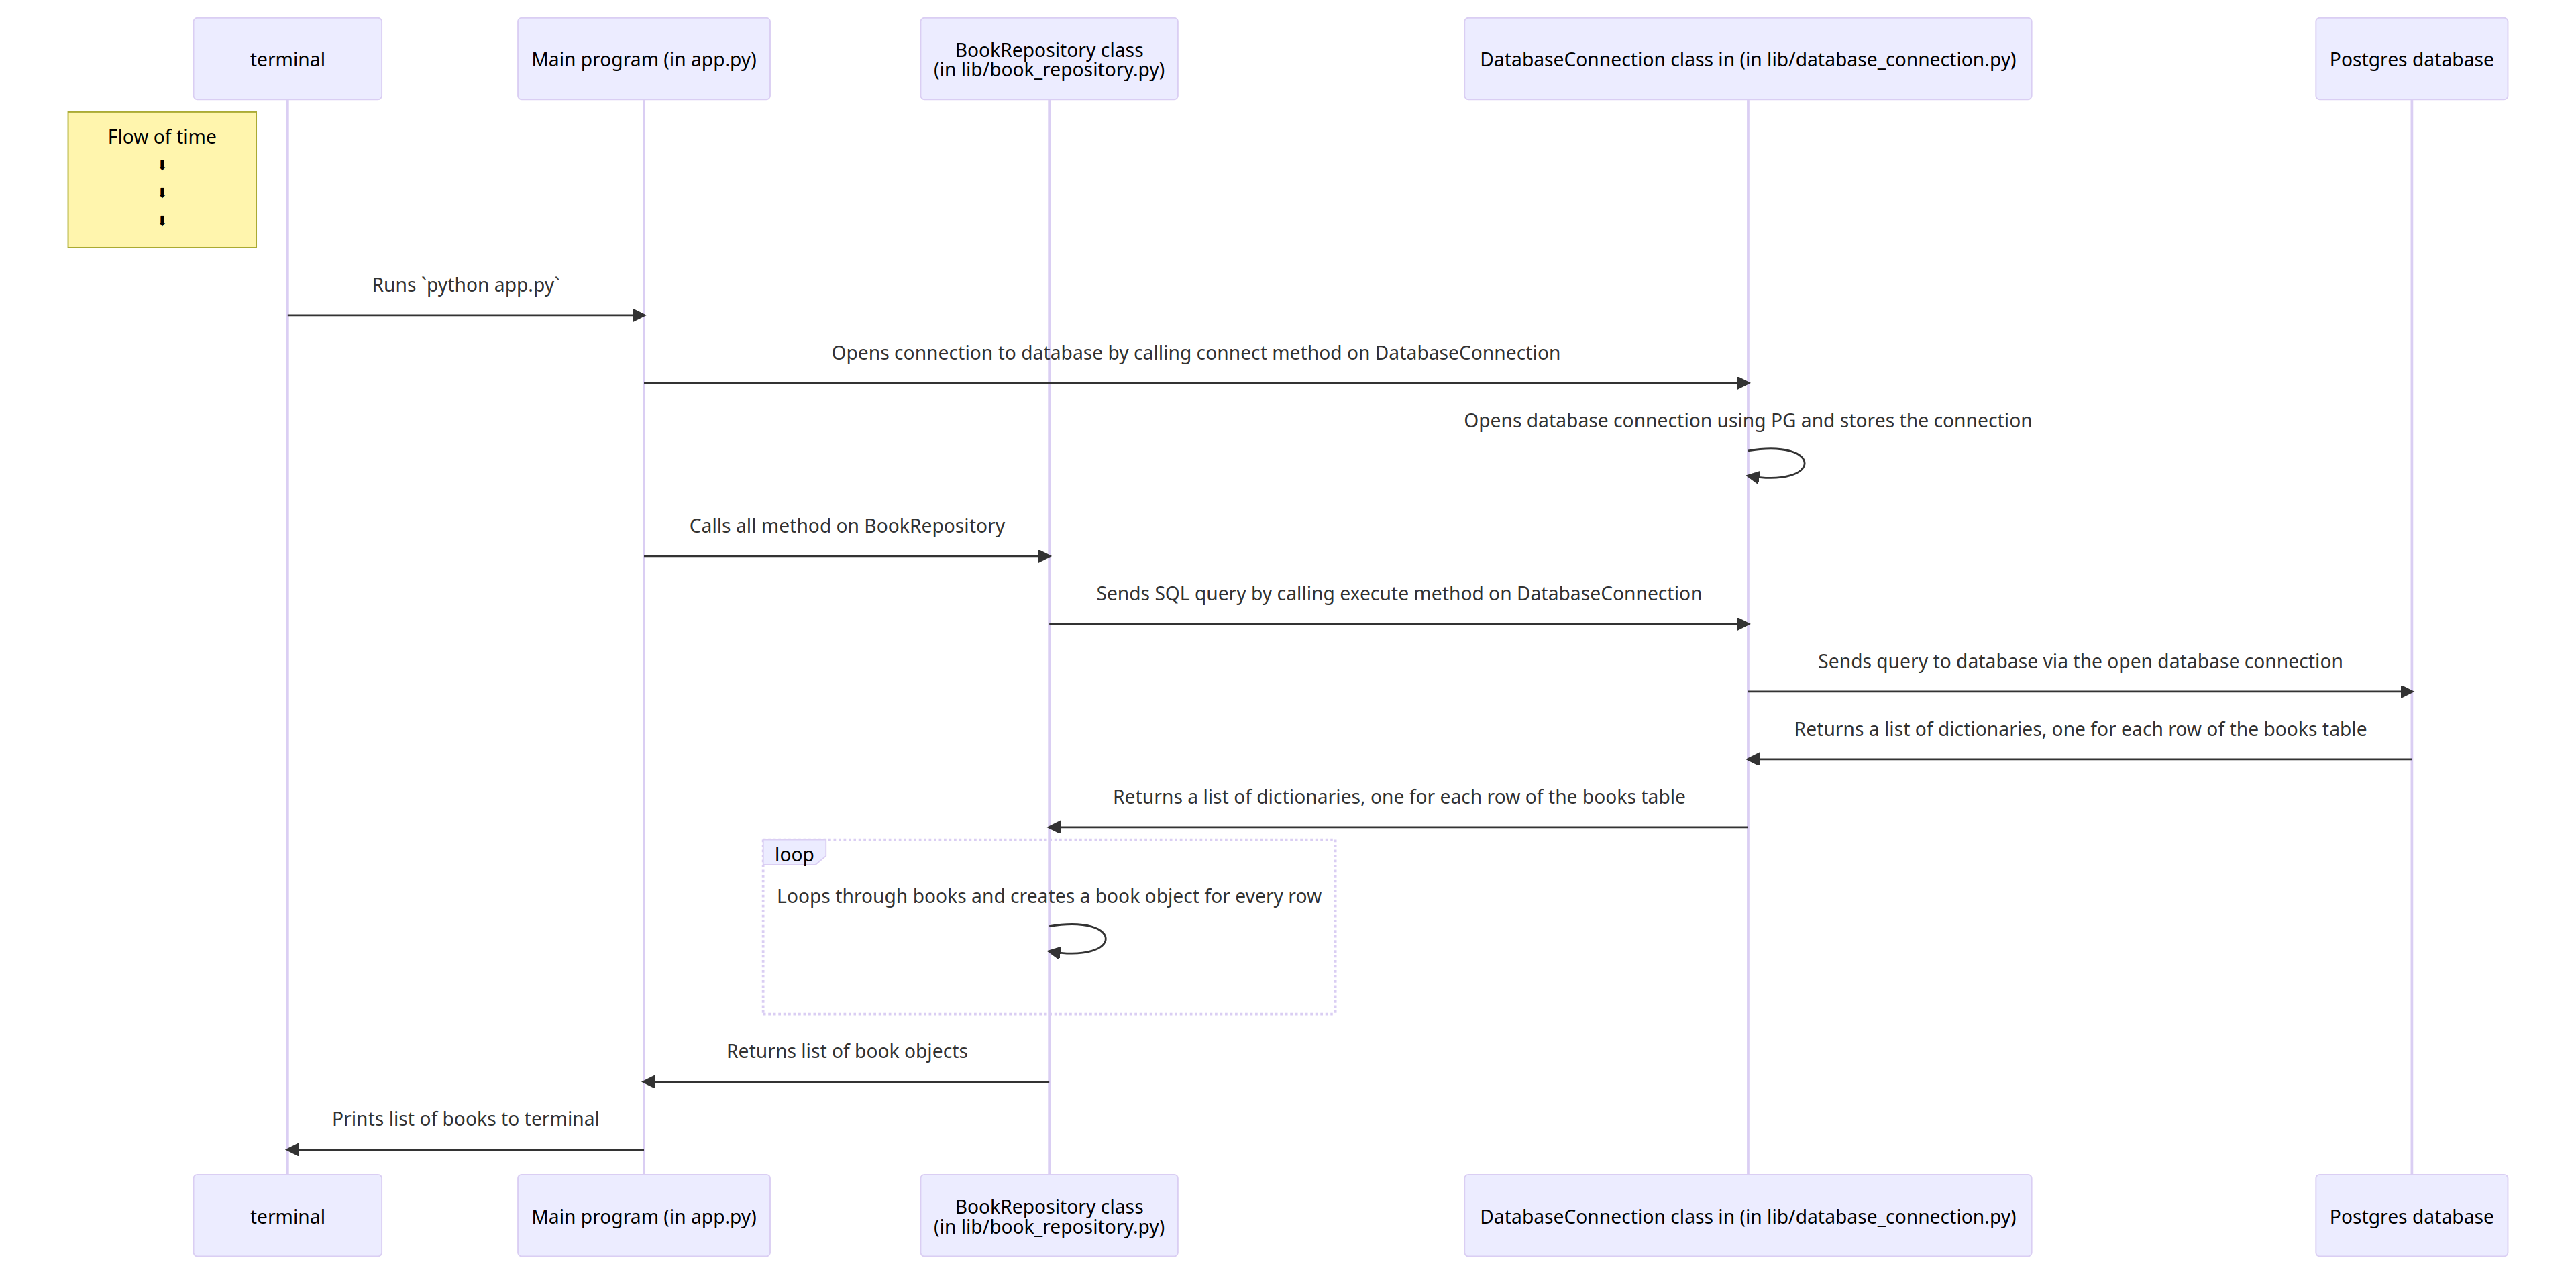 terminal
Main program (in app.py)
BookRepository class
(in lib/book_repository.py)
DatabaseConnection class in (in lib/database_connection.py)
Postgres database
Flow of time
⬇
⬇
⬇
Runs `python app.py`
Opens connection to database by calling connect method on DatabaseConnection
Opens database connection using PG and stores the connection
Calls all method on BookRepository
Sends SQL query by calling execute method on DatabaseConnection
Sends query to database via the open database connection
Returns a list of dictionaries, one for each row of the books table
Returns a list of dictionaries, one for each row of the books table
loop
Loops through books and creates a book object for every row
Returns list of book objects
Prints list of books to terminal
terminal
Main program (in app.py)
BookRepository class
(in lib/book_repository.py)
DatabaseConnection class in (in lib/database_connection.py)
Postgres database